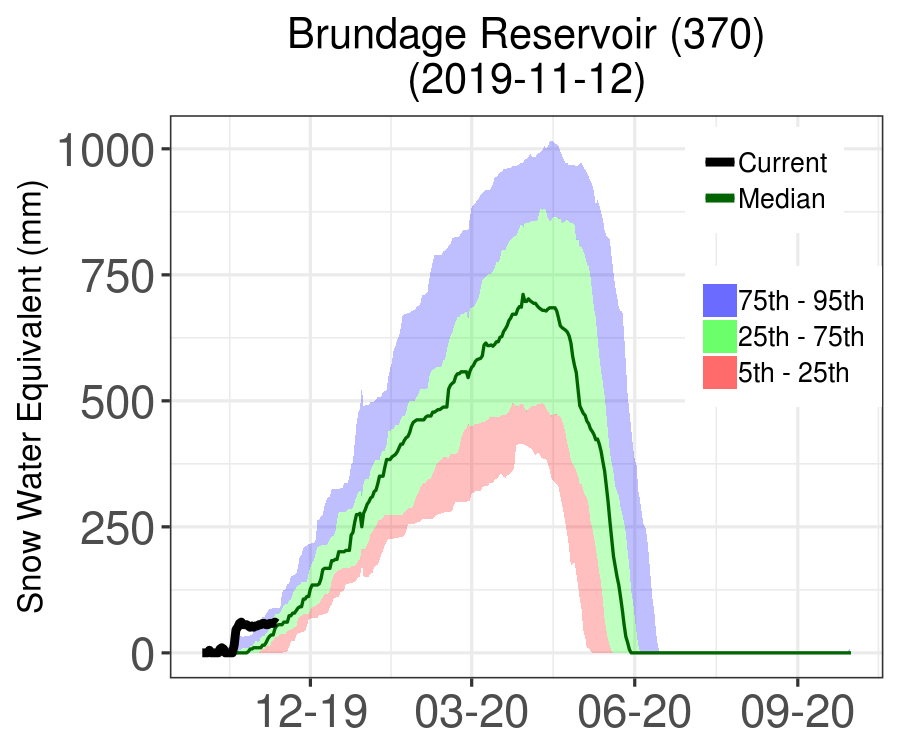 Brundage Reservoir (370)
(2019-11-12)
Snow Water Equivalent (mm)
1000
750
500
250
0
12-19
03-20
06-20
09-20
Current
Median
75th - 95th
25th - 75th
5th - 25th